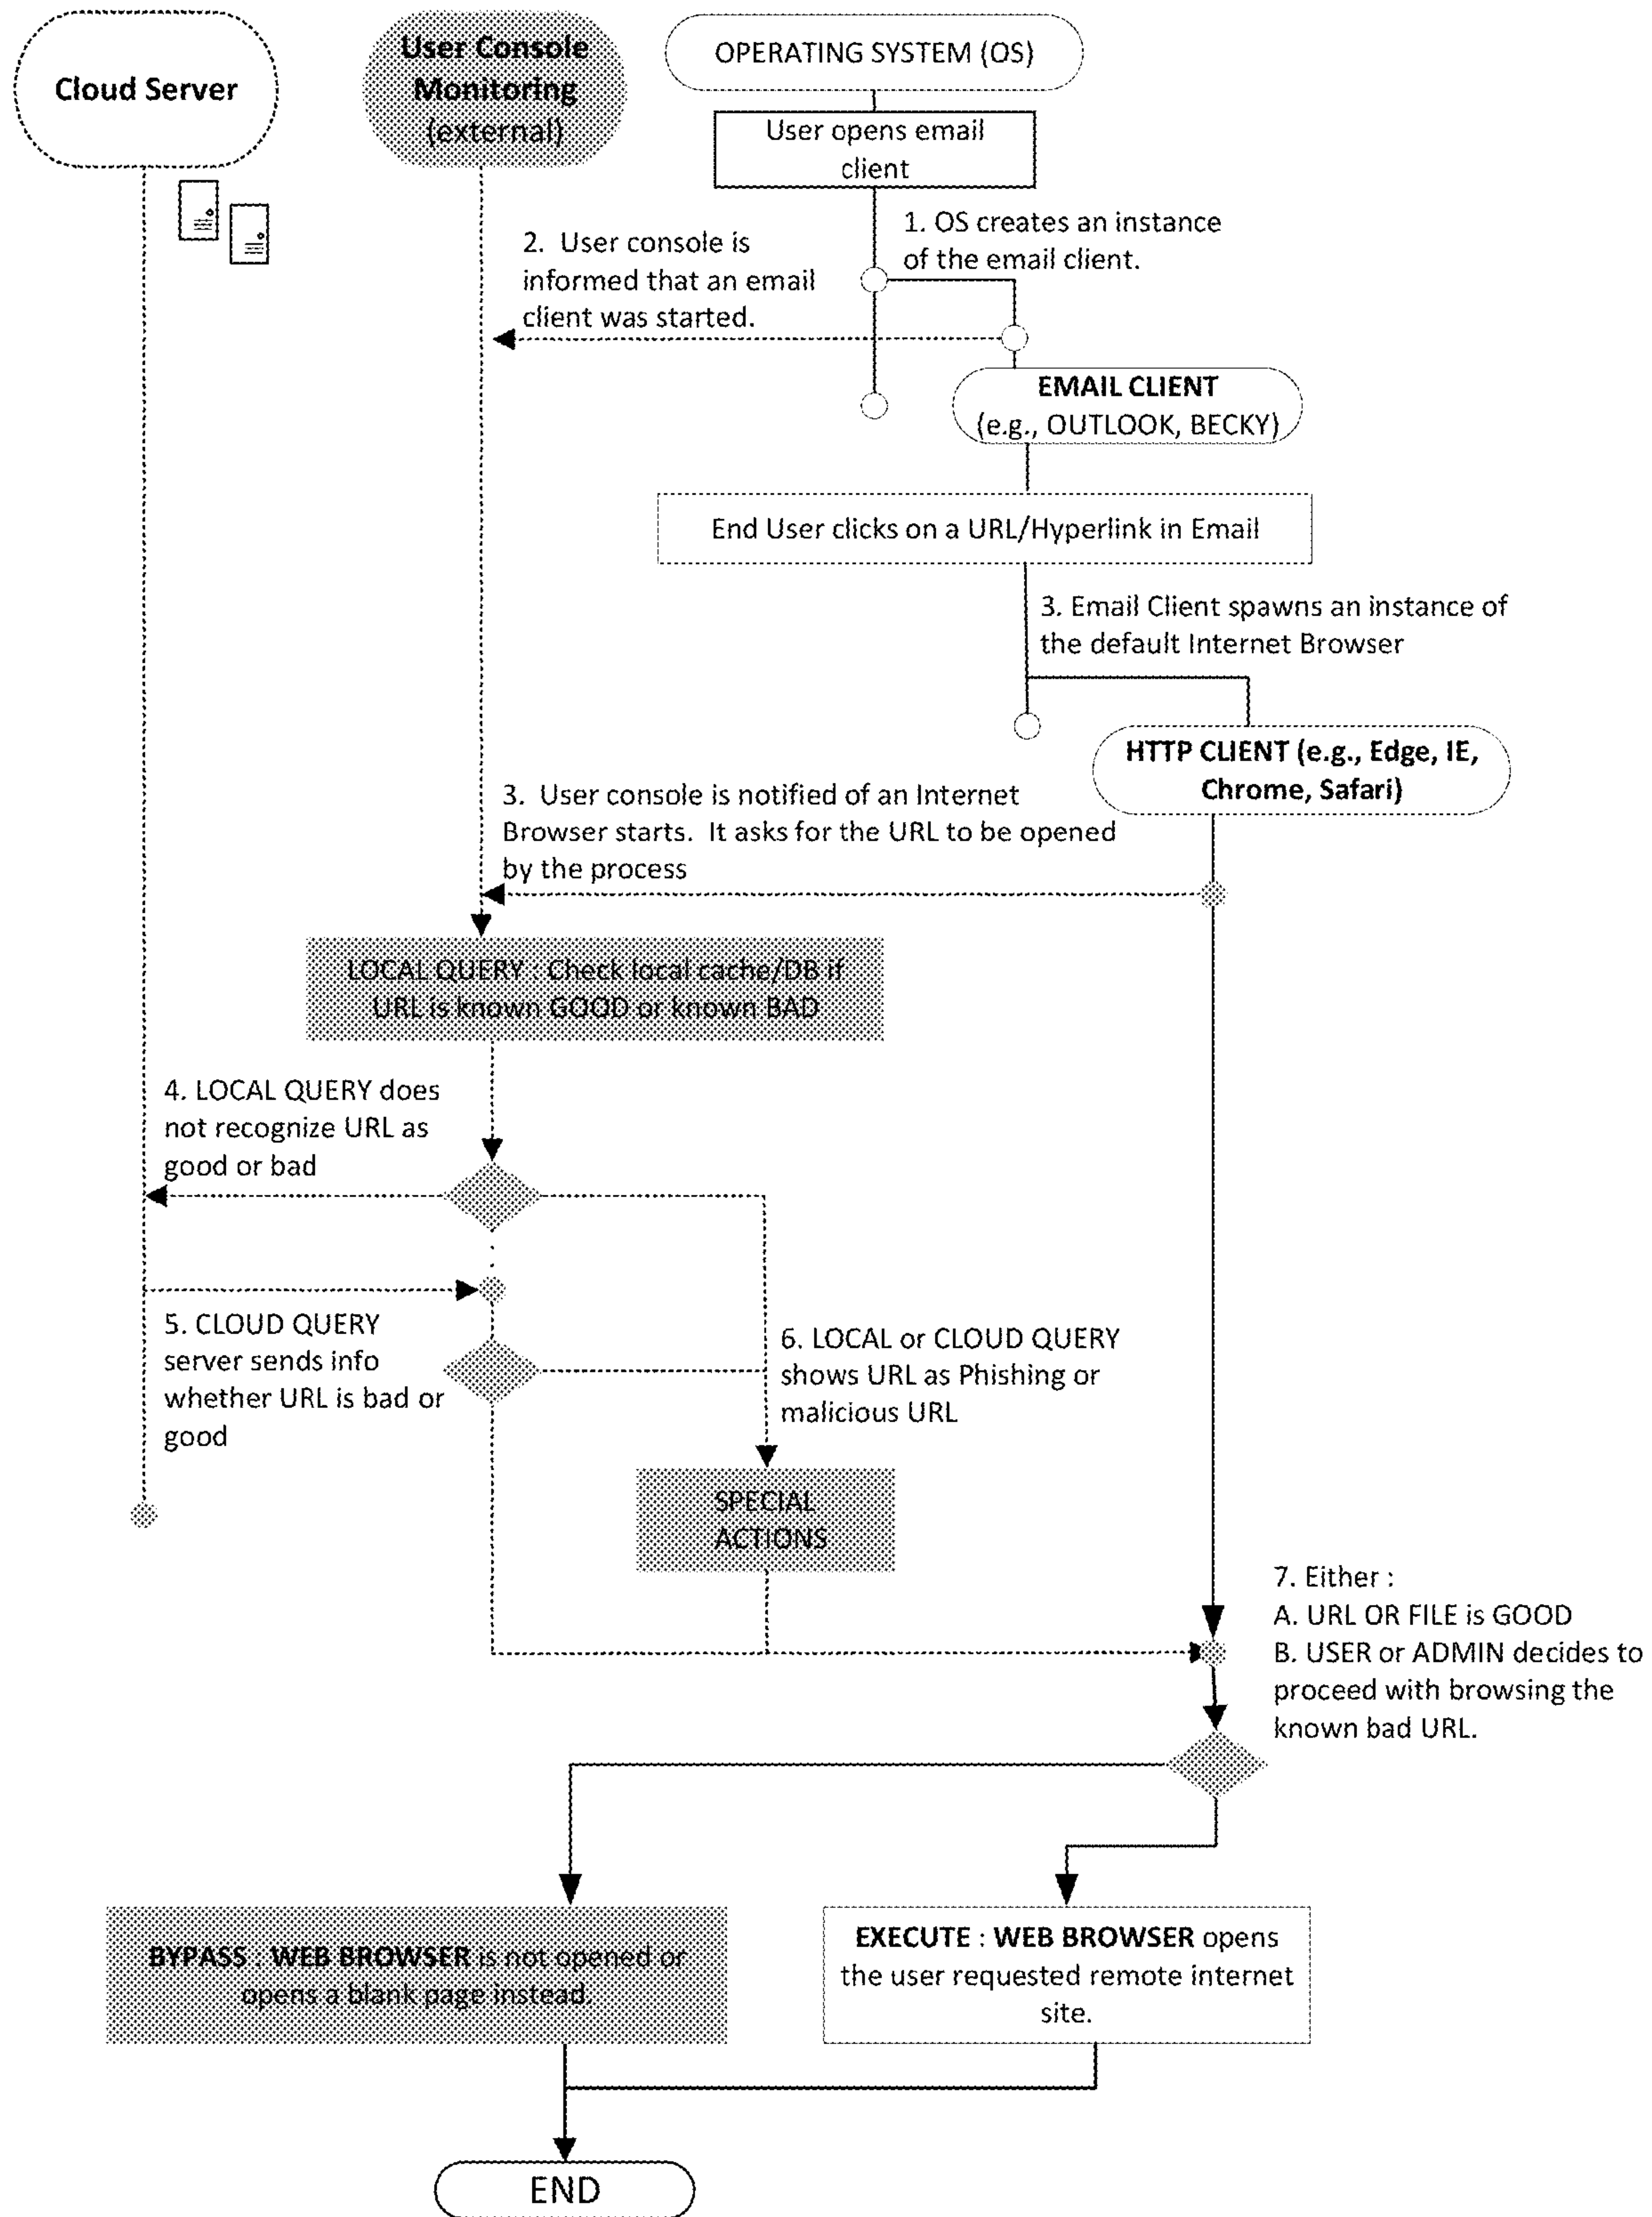 Cloud Server
User Console
Monitoring
(external)
OPERATING SYSTEM (OS)
User opens email
client
1. OS creates an instance
of the email client.
2. User console is
informed that an email
client was started.
EMAIL CLIENT
(e.g., OUTLOOK, BECKY)
End User clicks on a URL/Hyperlink in Email
3. Email Client spawns an instance of
the default Internet Browser
HTTP CLIENT (e.g., Edge, IE,
Chrome, Safari)
3. User console is notified of an Internet
Browser starts. It asks for the URL to be opened
by the process
LOCAL QUERY : Check local cache/DB if
URL is known GOOD or known BAD
4. LOCAL QUERY does
not recognize URL as
good or bad
5. CLOUD QUERY
server sends info
whether URL is bad or
good
6. LOCAL or CLOUD QUERY
shows URL as Phishing or
malicious URL
SPECIAL
ACTIONS
7. Either :
A. URL OR FILE is GOOD
B. USER or ADMIN decides to
proceed with browsing the
known bad URL.
BYPASS : WEB BROWSER is not opened or
opens a blank page instead.
EXECUTE : WEB BROWSER opens
the user requested remote internet
site.
END